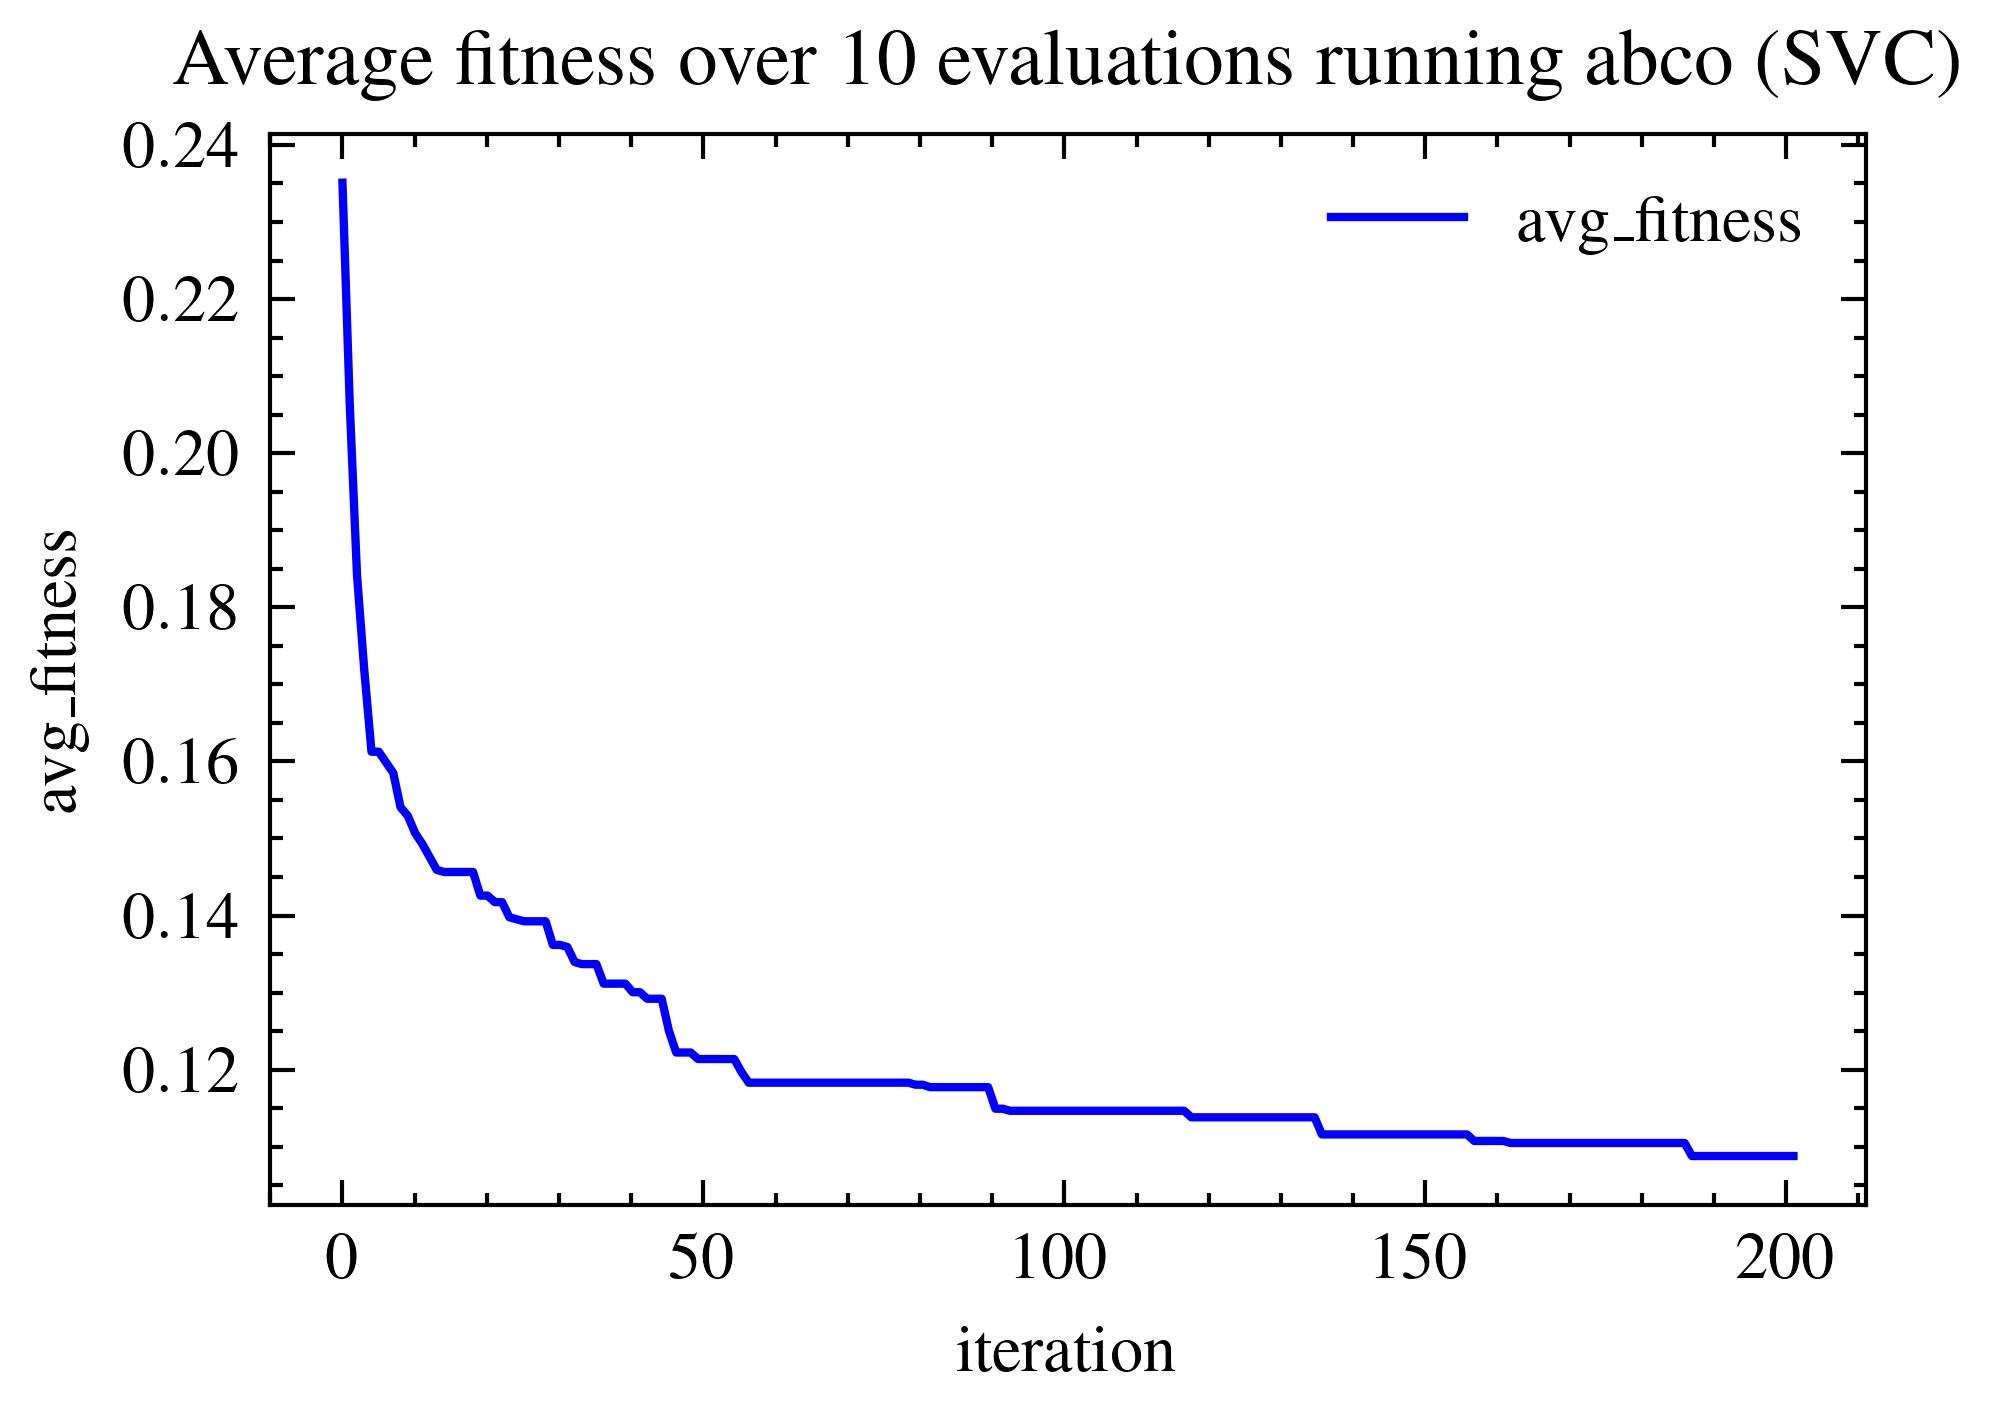 Average fitness over 10 evaluations running abco (SVC)
avg_fitness
0.24
0.22
0.20
0.18
0.16
0.14
0.12
avg_fitness
0 50 100 150 200
iteration